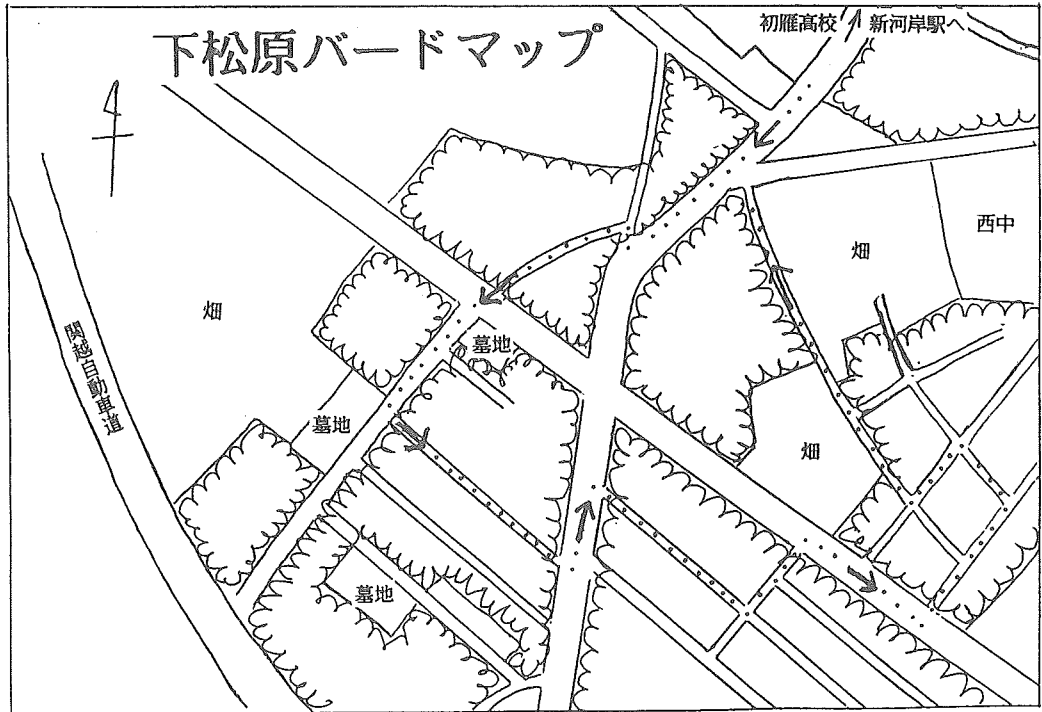 下松原バードマップ
初雁高校 新河岸駅へ
西中
畑
畑
墓地
関越自動車道
墓地
畑
墓地